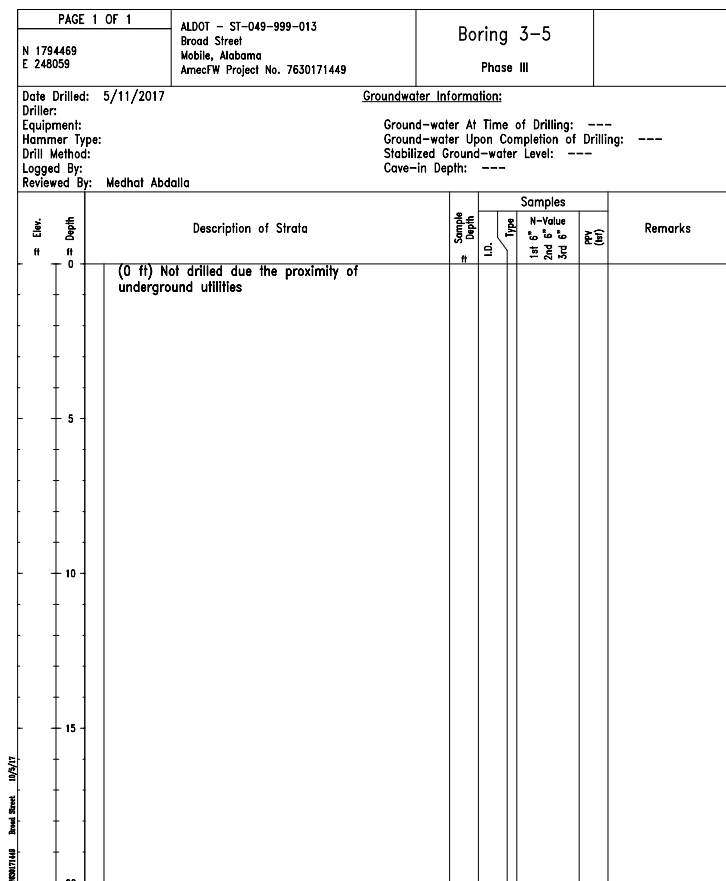 PAGE 1 OF 1
N 1794469
E 248059
ALDOT - ST-049-999-013
Broad Street
Mobile, Alabama
AmecFW Project No. 7630171449
Boring 3-5
Phase III
Date Drilled: 5/11/2017
Driller:
Equipment:
Hammer Type:
Drill Method:
Logged By:
Reviewed By: Medhat Abdalla
Groundwater Information:
Ground-water At Time of Drilling: ---
Ground-water Upon Completion of Drilling: ---
Stabilized Ground-water Level: ---
Cave-in Depth: ---
Elev.
ft
Depth
ft
Description of Strata
Sample
Depth
ft
Samples
I.D.
Type
N-Value
1st 6"
2nd 6"
3rd 6"
PPV
(tsf)
Remarks
0
(0 ft) Not drilled due the proximity of
underground utilities
5
10
15
Broad Street 10/5/17